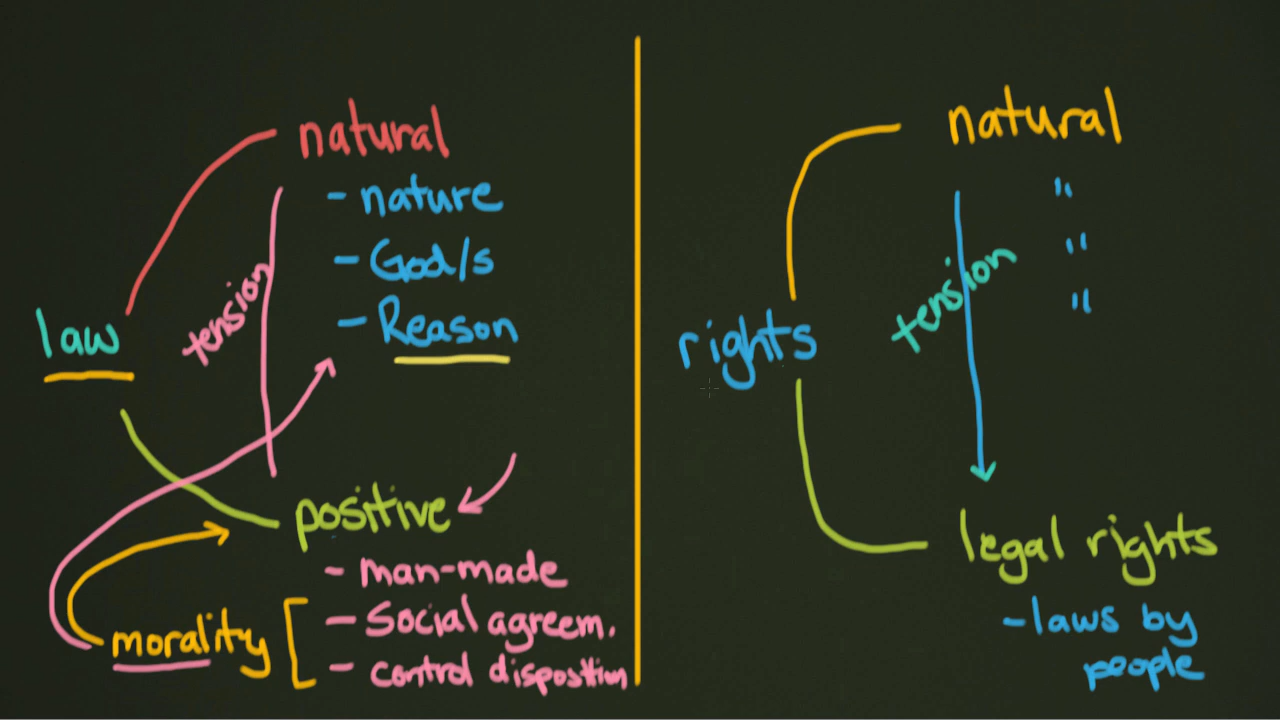 natural
- nature
- God/s
- Reason
law
tension
positive
- man-made
- Social agreem.
- control disposition
morality
natural
"
"
"
tension
rights
legal rights
- laws by
people